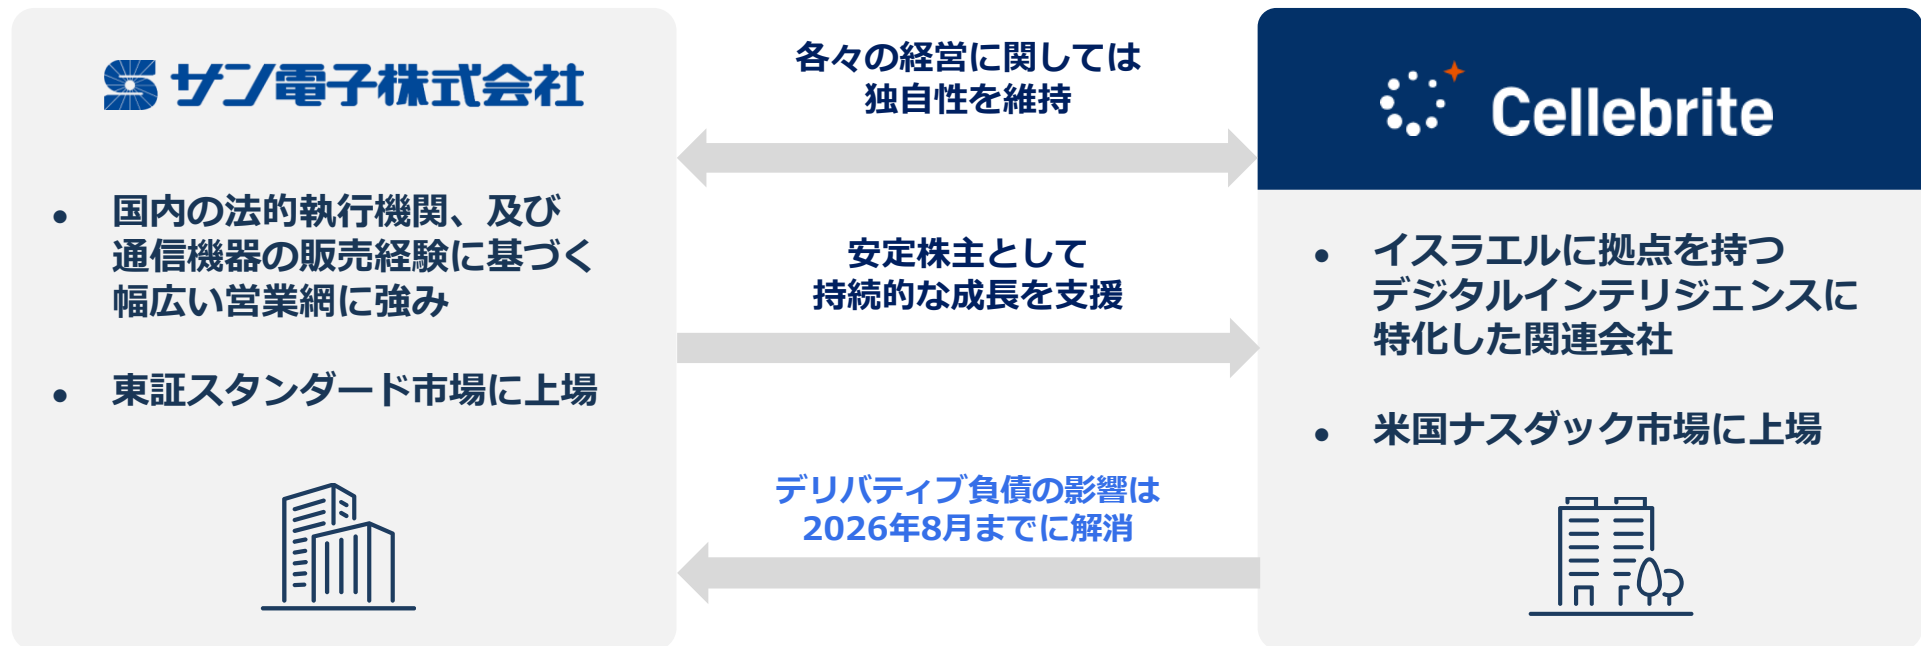 サン電子株式会社
• 国内の法的執行機関、及び
通信機器の販売経験に基づく
幅広い営業網に強み
• 東証スタンダード市場に上場
各々の経営に関しては
独自性を維持
安定株主として
持続的な成長を支援
デリバティブ負債の影響は
2026年8月までに解消
Cellebrite
• イスラエルに拠点を持つ
デジタルインテリジェンスに
特化した関連会社
• 米国ナスダック市場に上場